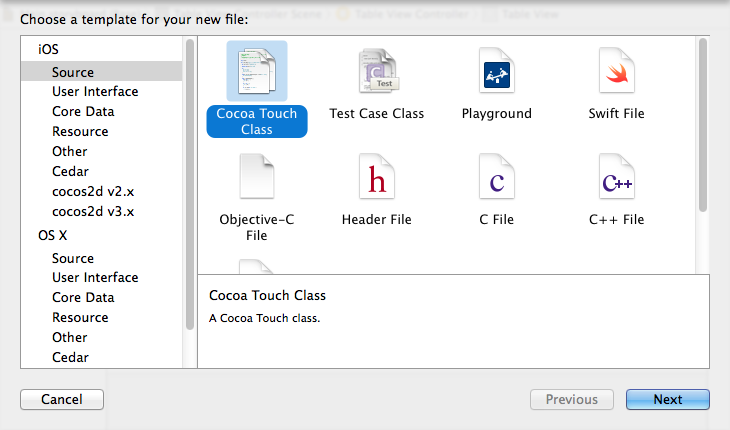 Choose a template for your new file:
iOS
Source
User Interface
Core Data
Resource
Other
Cedar
cocos2d v2.x
cocos2d v3.x
OS X
Source
User Interface
Core Data
Resource
Other
Cedar
Cocoa Touch
Class
Test
Test Case Class
Playground
Swift File
Objective-C
File
h
Header File
c
C File
C++
C++ File
Cocoa Touch Class
A Cocoa Touch class.
Cancel
Previous
Next